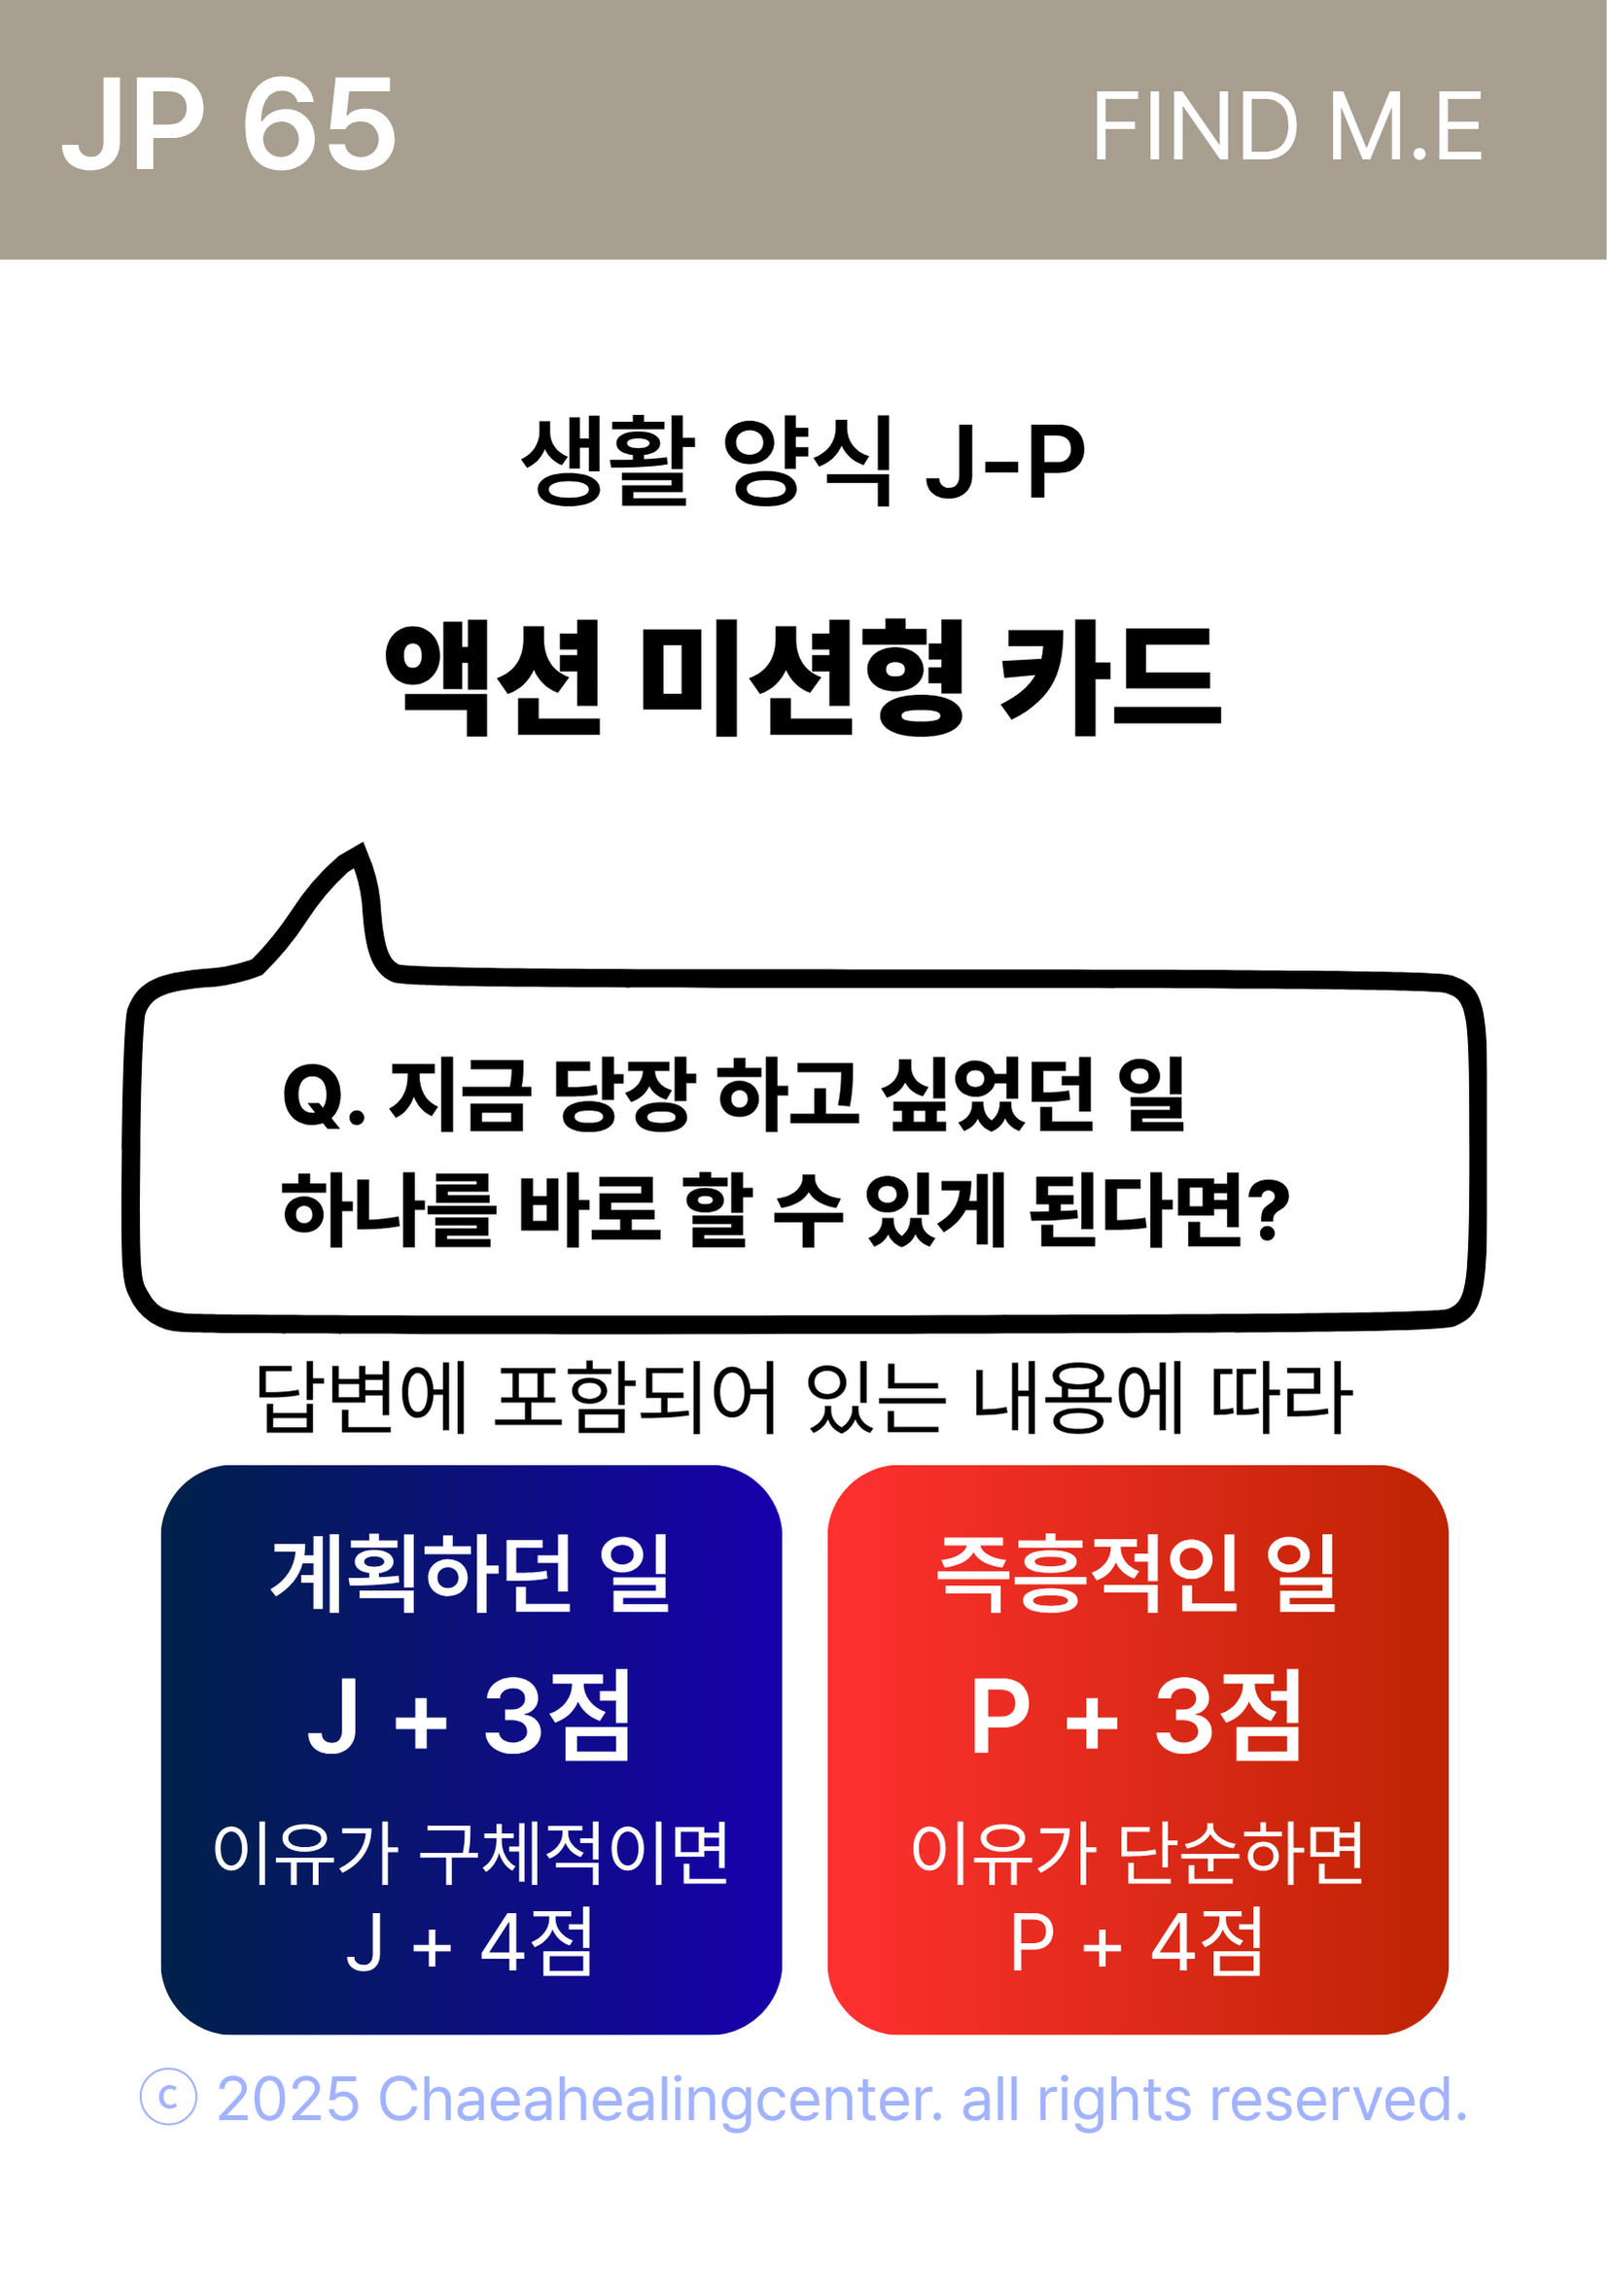 JP 65
FIND M.E
생활 양식 J-P
액션 미션형 카드
Q. 지금 당장 하고 싶었던 일
하나를 바로 할 수 있게 된다면?
답변에 포함되어 있는 내용에 따라
계획하던 일
J + 3점
이유가 구체적이면
J + 4점
즉흥적인 일
P + 3점
이유가 단순하면
P + 4점
© 2025 Chaeahealingcenter. all rights reserved.